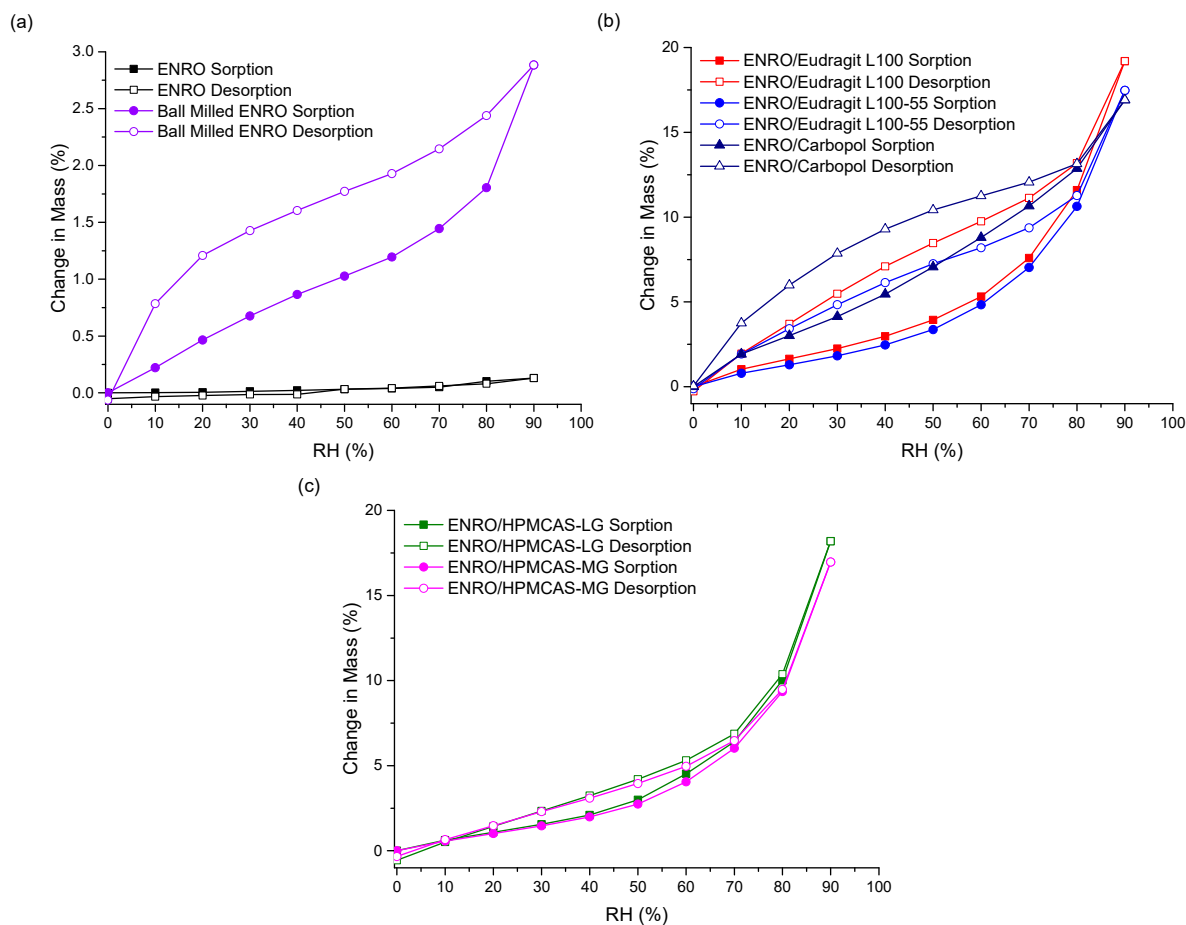 (a)
ENRO Sorption
ENRO Desorption
Ball Milled ENRO Sorption
Ball Milled ENRO Desorption
3.0
2.5
2.0
1.5
1.0
0.5
0.0
Change in Mass (%)
0 10 20 30 40 50 60 70 80 90 100
RH (%)
(b)
ENRO/Eudragit L100 Sorption
ENRO/Eudragit L100 Desorption
ENRO/Eudragit L100-55 Sorption
ENRO/Eudragit L100-55 Desorption
ENRO/Carbopol Sorption
ENRO/Carbopol Desorption
20
15
10
5
0
Change in Mass (%)
0 10 20 30 40 50 60 70 80 90 100
RH (%)
(c)
ENRO/HPMCAS-LG Sorption
ENRO/HPMCAS-LG Desorption
ENRO/HPMCAS-MG Sorption
ENRO/HPMCAS-MG Desorption
20
15
10
5
0
Change in Mass (%)
0 10 20 30 40 50 60 70 80 90 100
RH (%)